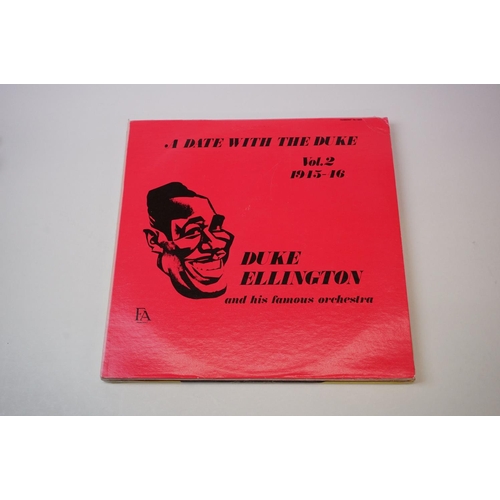 A DATE WITH THE DUKE
Vol.2
1945-46
DUKE
ELLINGTON
and his famous orchestra
FA